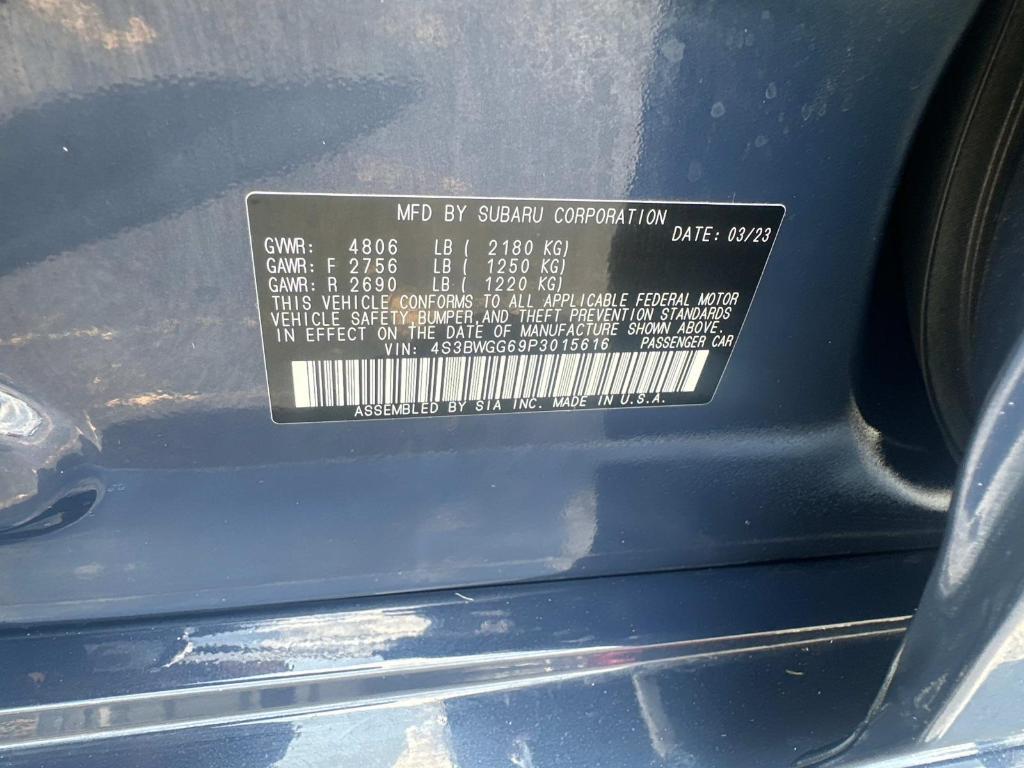 MFD BY SUBARU CORPORATION
DATE: 03/23
GVWR: 4806 LB ( 2180 KG)
GAWR: F 2756 LB ( 1250 KG)
GAWR: R 2690 LB ( 1220 KG)
THIS VEHICLE CONFORMS TO ALL APPLICABLE FEDERAL MOTOR
VEHICLE SAFETY, BUMPER, AND THEFT PREVENTION STANDARDS
IN EFFECT ON THE DATE OF MANUFACTURE SHOWN ABOVE.
VIN: 4S3BWGG69P3015616 PASSENGER CAR
ASSEMBLED BY SIA INC. MADE IN U.S.A.